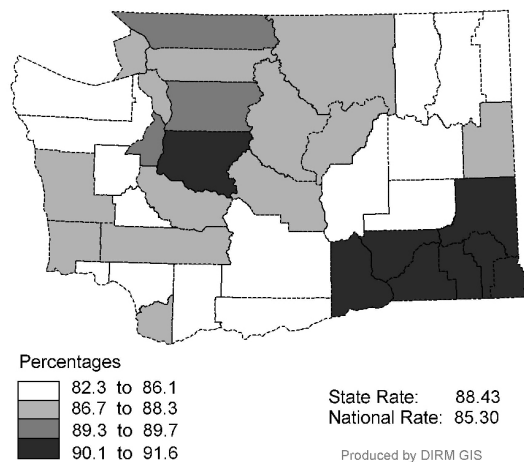 Percentages
82.3 to 86.1
86.7 to 88.3
89.3 to 89.7
90.1 to 91.6
State Rate: 88.43
National Rate: 85.30
Produced by DIRM GIS